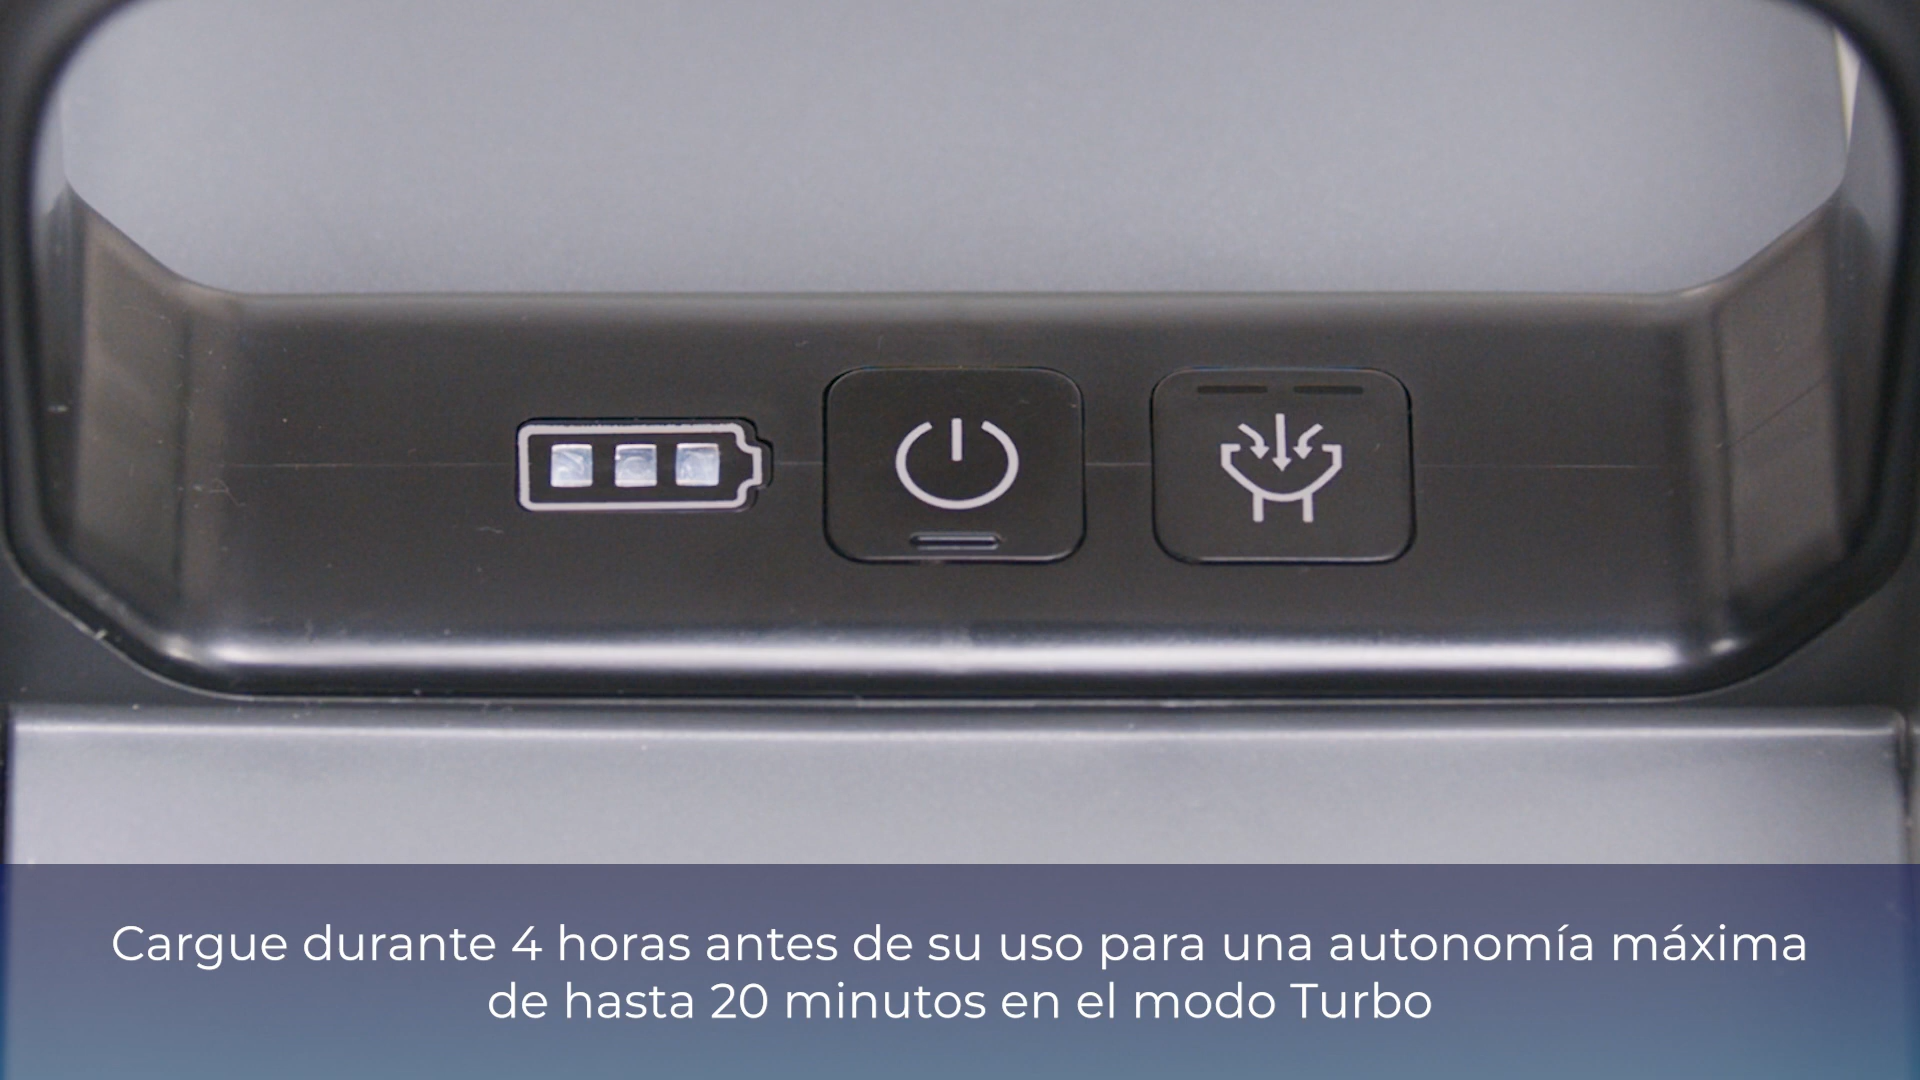 Cargue durante 4 horas antes de su uso para una autonomía máxima
de hasta 20 minutos en el modo Turbo